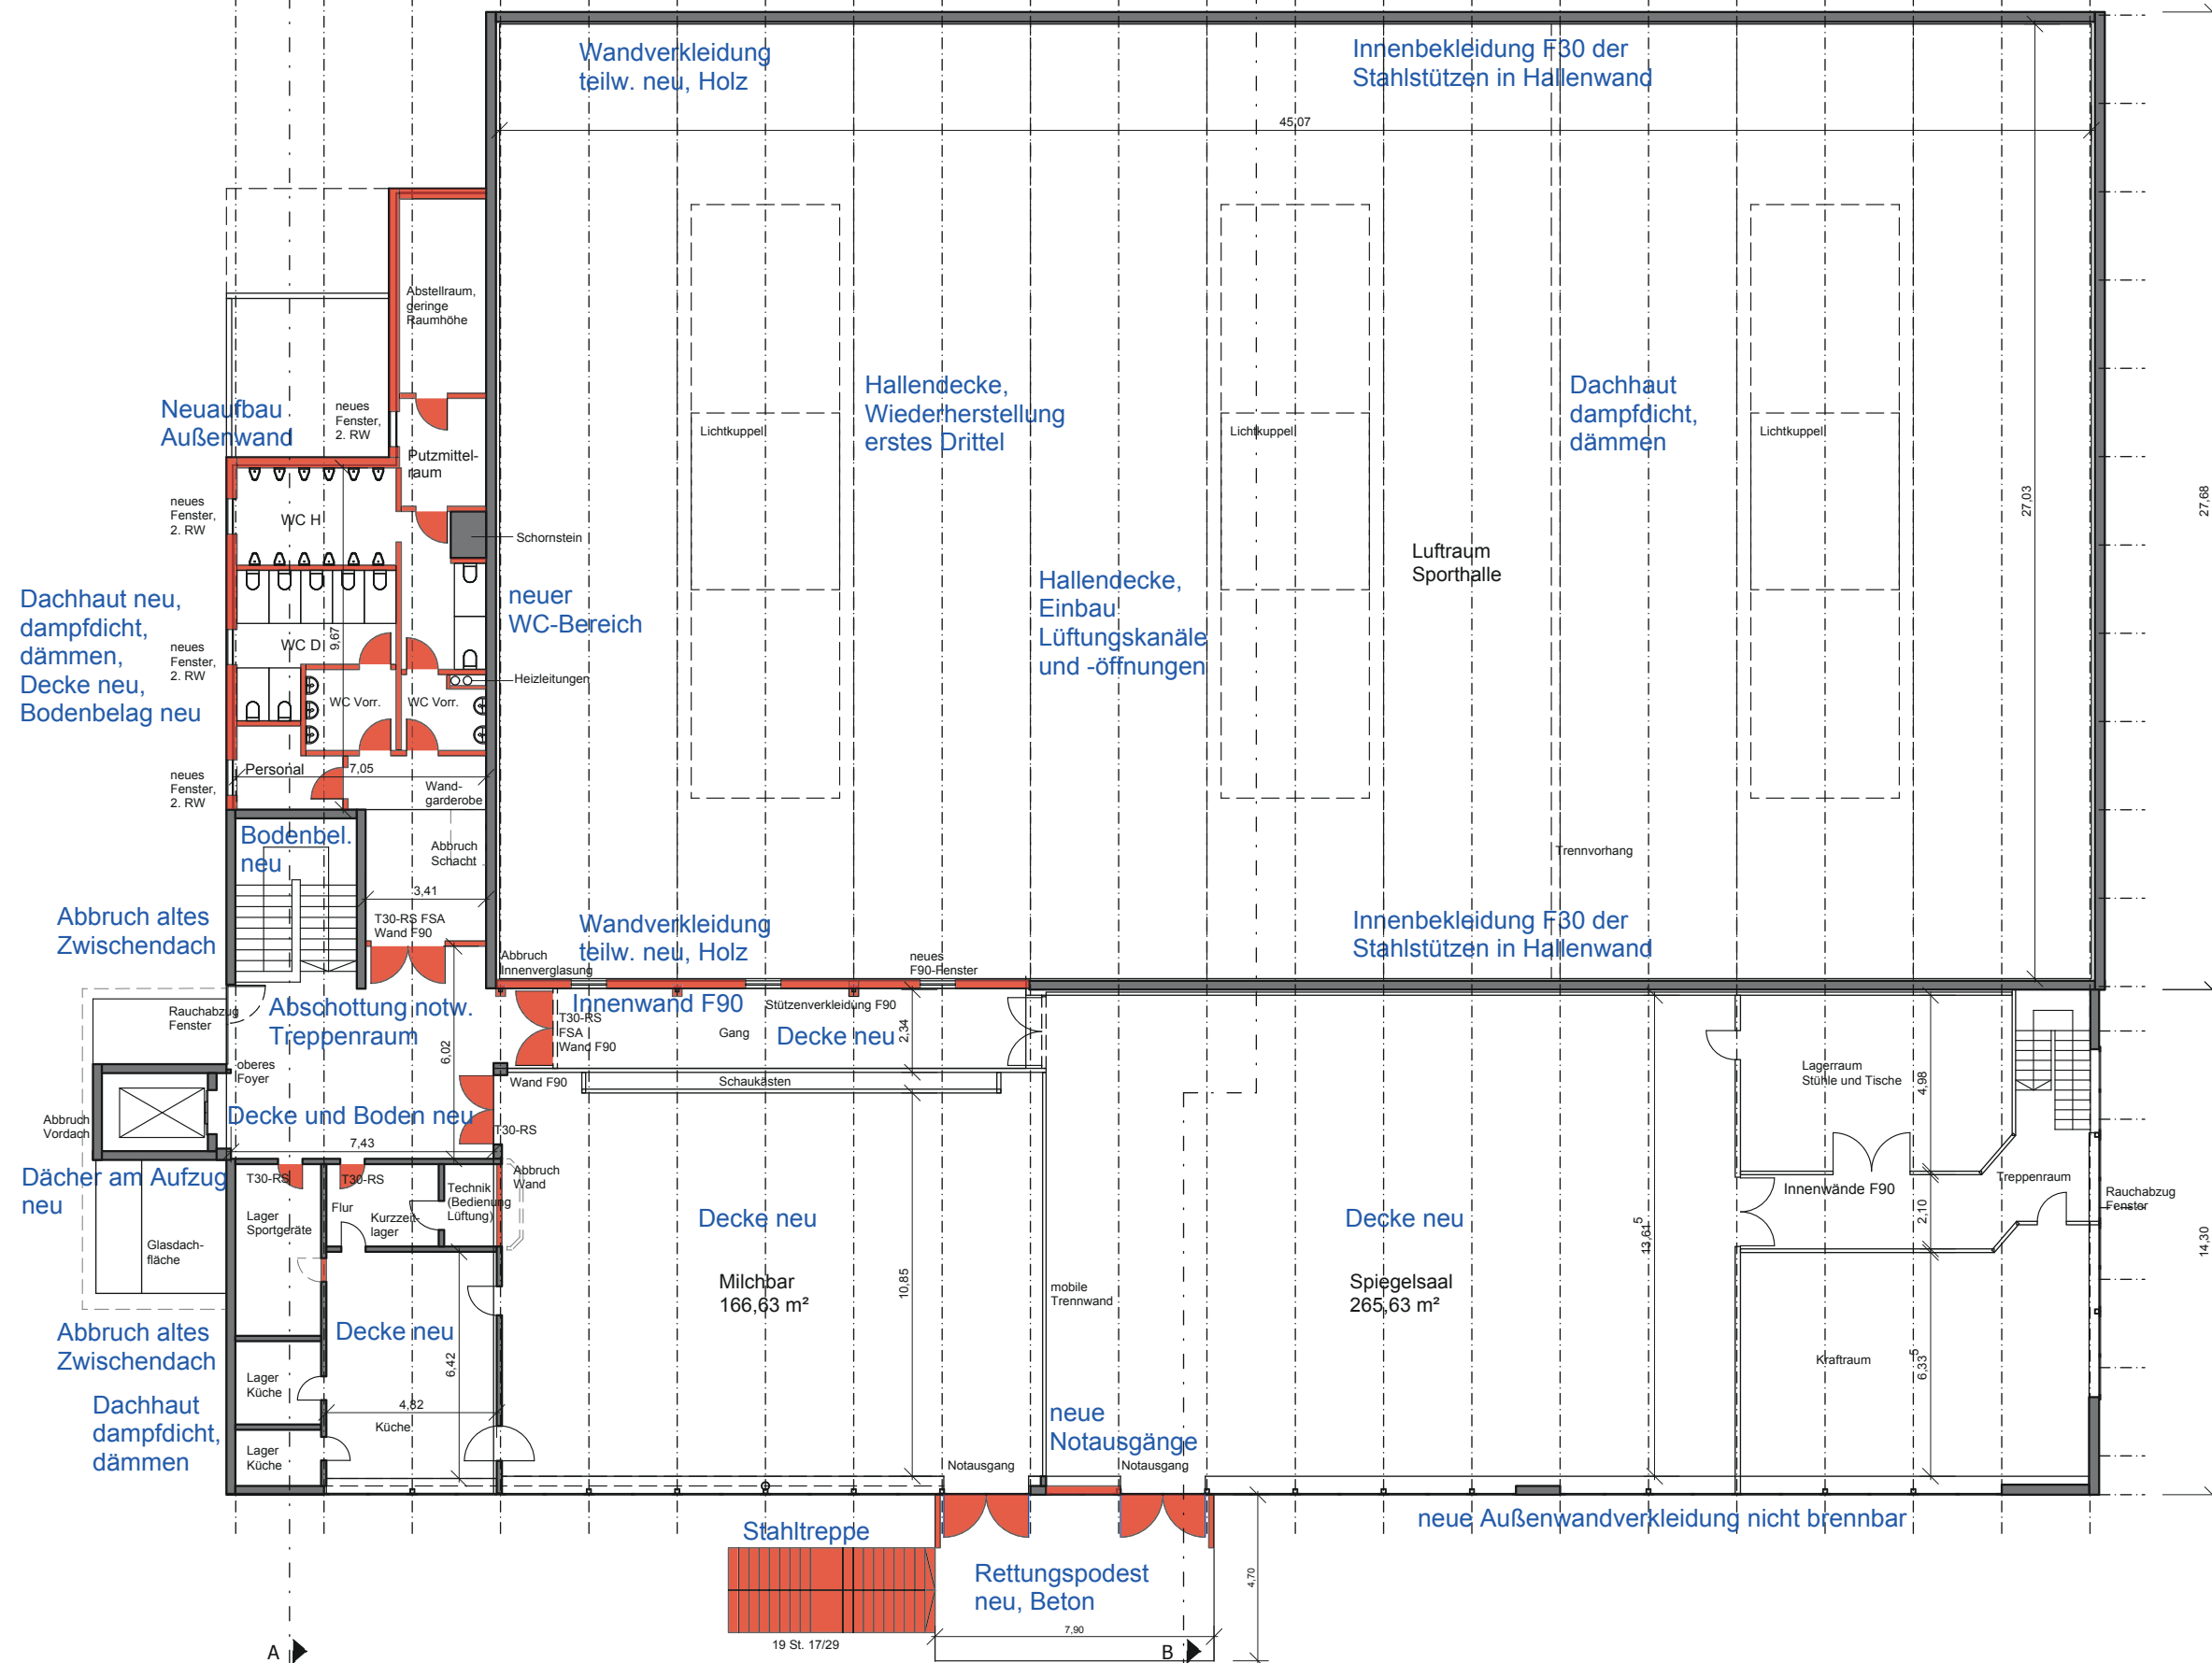 Wandverkleidung
teilw. neu, Holz
Innenbekleidung F30 der
Stahlstützen in Hallenwand
45,07
27,03
27,68
Abstellraum,
geringe
Raumhöhe
Neuaufbau
Außenwand
neues
Fenster,
2. RW
Putzmittel-
raum
Hallendecke,
Wiederherstellung
erstes Drittel
Dachhaut
dampfdicht,
dämmen
Lichtkuppel
Lichtkuppel
Lichtkuppel
neues
Fenster,
2. RW
WC H
Schornstein
Luftraum
Sporthalle
Dachhaut neu,
dampfdicht,
dämmen,
Decke neu,
Bodenbelag neu
neuer
WC-Bereich
Hallendecke,
Einbau
Lüftungskanäle
und -öffnungen
neues
Fenster,
2. RW
WC D
9,67
Heizleitungen
WC Vorr.
WC Vorr.
neues
Fenster,
2. RW
Personal
7,05
Wand-
garderobe
Bodenbel.
neu
Abbruch
Schacht
Trennvorhang
3,41
Abbruch altes
Zwischendach
T30-RS FSA
Wand F90
Wandverkleidung
teilw. neu, Holz
Innenbekleidung F30 der
Stahlstützen in Hallenwand
Abbruch
Innenverglasung
neues
F90-Fenster
Rauchabzug
Fenster
Abschottung notw.
Treppenraum
Innenwand F90
Stützenverkleidung F90
T30-RS
FSA
Wand F90
Gang
Decke neu
2,34
6,02
oberes
Foyer
Wand F90
Schaukästen
Lagerraum
Stühle und Tische
4,98
Abbruch
Vordach
Decke und Boden neu
T30-RS
7,43
Dächer am Aufzug
neu
T30-RS
T30-RS
Abbruch
Wand
Technik
(Bedienung
Lüftung)
Flur
Kurzzeit-
lager
Lager
Sportgeräte
Glasdach-
fläche
Decke neu
Decke neu
Innenwände F90
Treppenraum
Rauchabzug
Fenster
2,10
13,61⁵
14,30
Milchbar
166,63 m²
10,85
mobile
Trennwand
Spiegelsaal
265,63 m²
Abbruch altes
Zwischendach
Decke neu
6,42
Kraftraum
6,33⁵
Lager
Küche
Dachhaut
dampfdicht,
dämmen
4,82
Küche
neue
Notausgänge
Lager
Küche
Notausgang
Notausgang
Stahltreppe
neue Außenwandverkleidung nicht brennbar
Rettungspodest
neu, Beton
4,70
7,90
19 St. 17/29
A
B